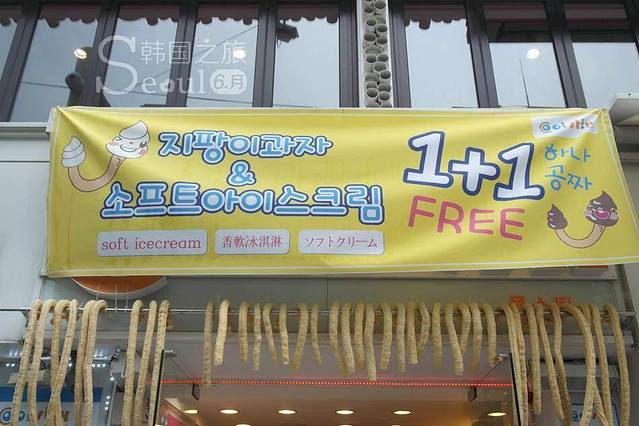 韩国之旅
Seoul 6.月
지팡이과자
&
소프트아이스크림
soft icecream
香軟冰淇淋
ソフトクリーム
1+1
FREE
하나
공짜